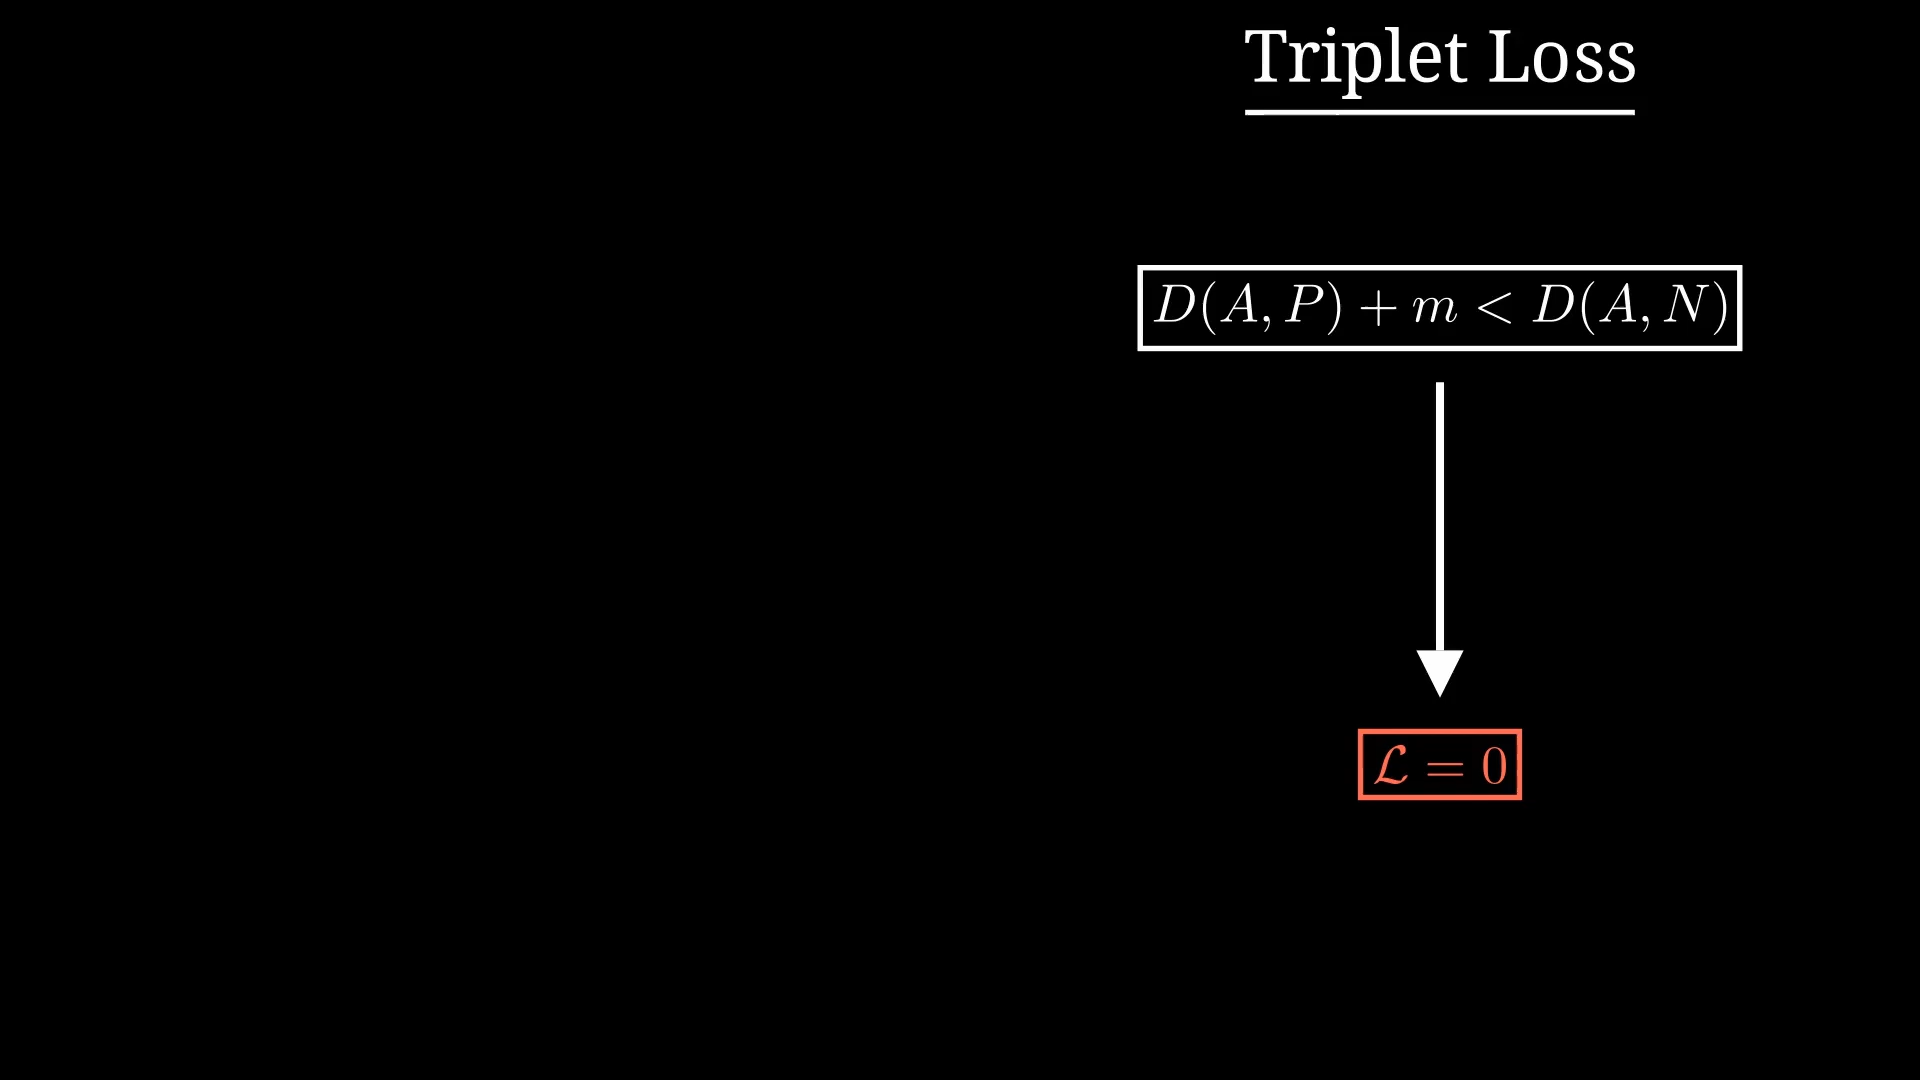 Triplet Loss
D(A, P) + m < D(A, N)
ℒ = 0